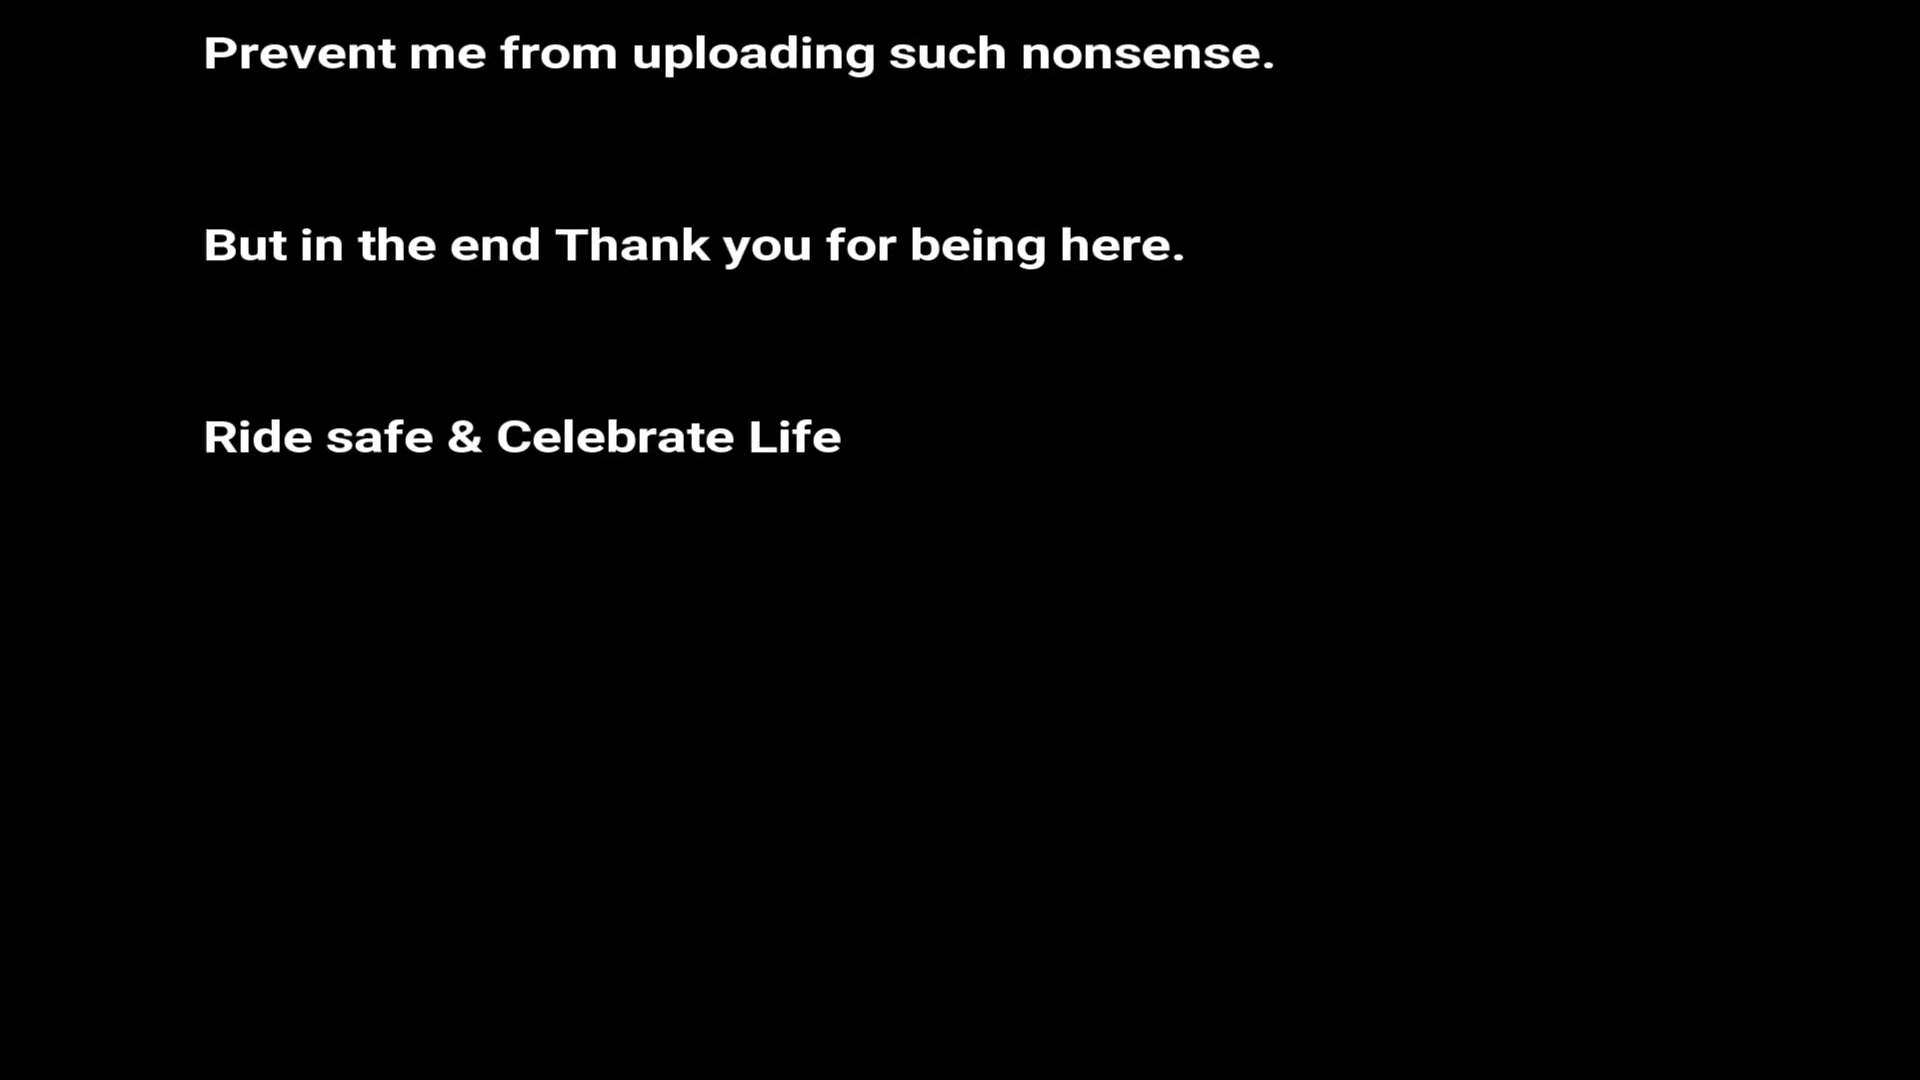 Prevent me from uploading such nonsense.
But in the end Thank you for being here.
Ride safe & Celebrate Life